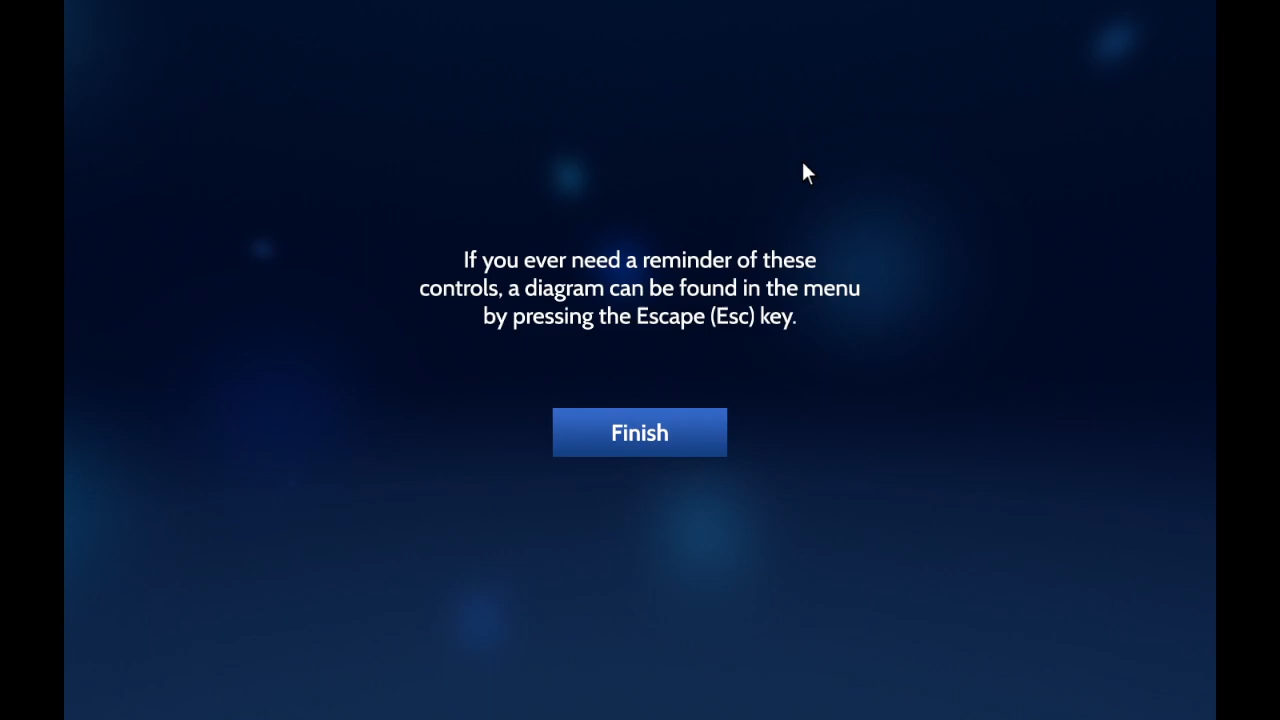 If you ever need a reminder of these
controls, a diagram can be found in the menu
by pressing the Escape (Esc) key.
Finish